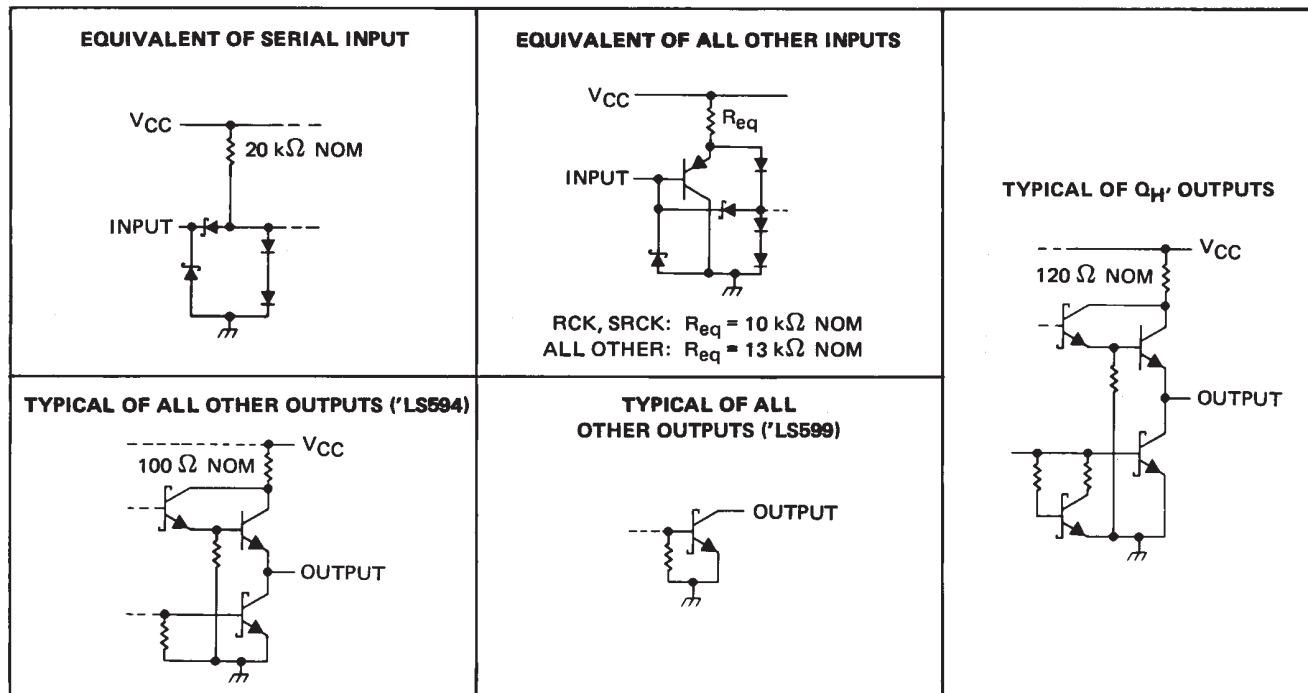 EQUIVALENT OF SERIAL INPUT
VCC
20 kΩ NOM
INPUT
EQUIVALENT OF ALL OTHER INPUTS
VCC
Req
INPUT
RCK, SRCK: Req = 10 kΩ NOM
ALL OTHER: Req = 13 kΩ NOM
TYPICAL OF QH' OUTPUTS
VCC
120 Ω NOM
OUTPUT
TYPICAL OF ALL OTHER OUTPUTS ('LS594)
VCC
100 Ω NOM
OUTPUT
TYPICAL OF ALL
OTHER OUTPUTS ('LS599)
OUTPUT